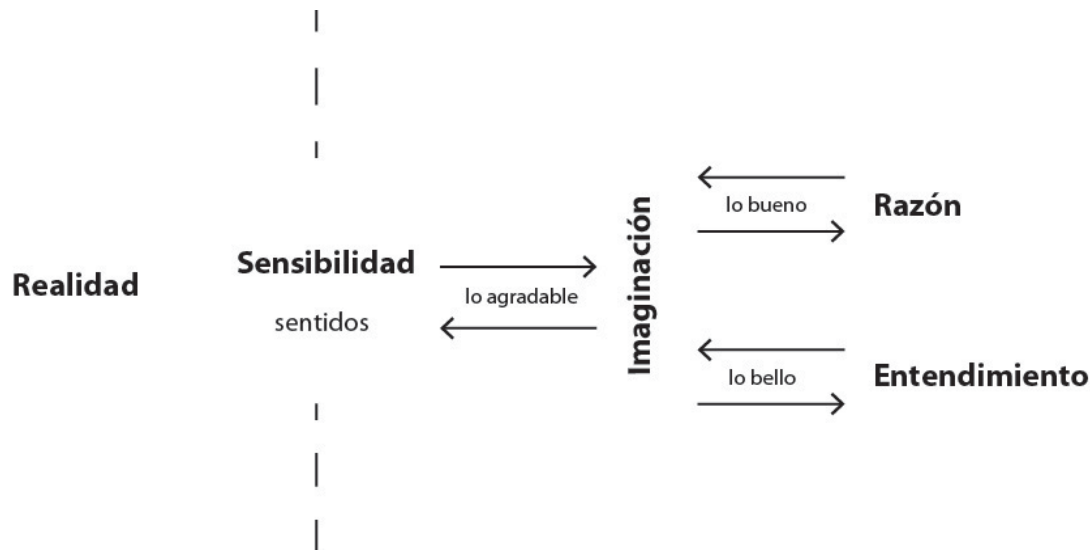 Realidad
Sensibilidad
sentidos
lo agradable
Imaginación
lo bueno
Razón
lo bello
Entendimiento